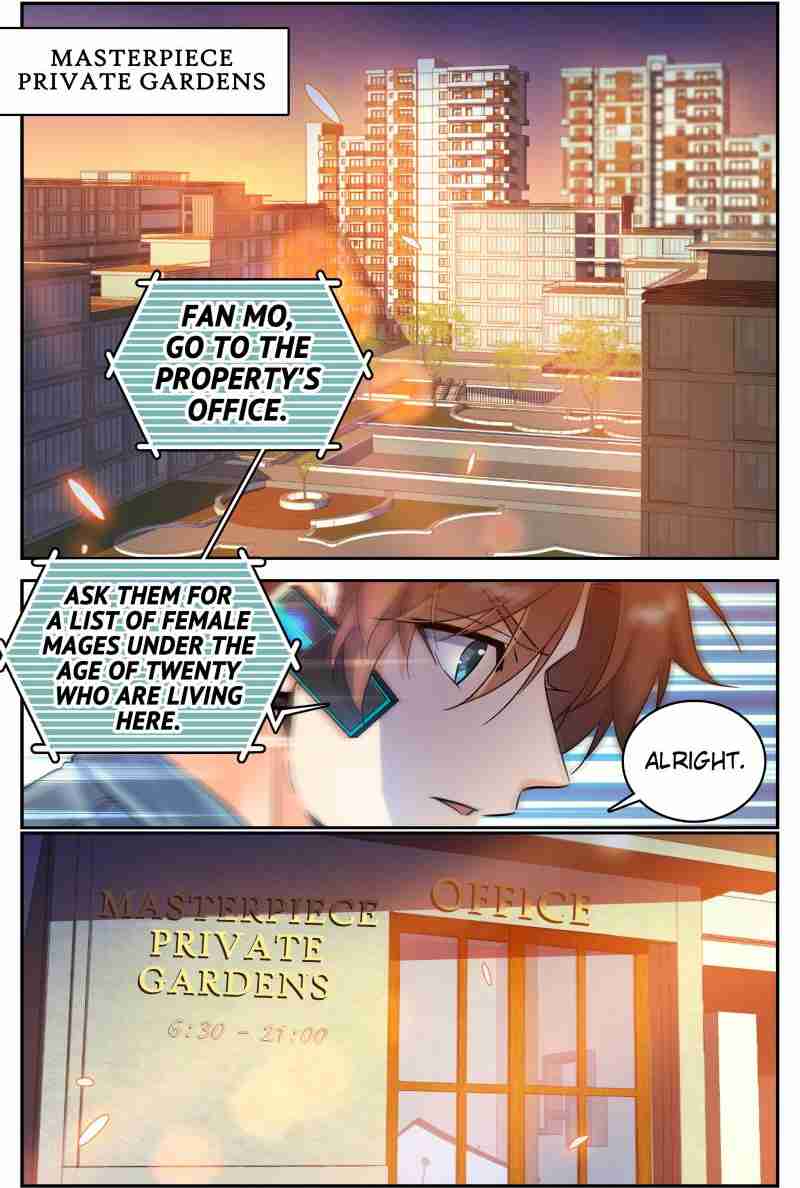 MASTERPIECE
PRIVATE GARDENS
FAN MO,
GO TO THE
PROPERTY'S
OFFICE.
ASK THEM FOR
A LIST OF FEMALE
MAGES UNDER THE
AGE OF TWENTY
WHO ARE LIVING
HERE.
ALRIGHT.
MASTERPIECE
PRIVATE
GARDENS
6:30 - 21:00
OFFICE